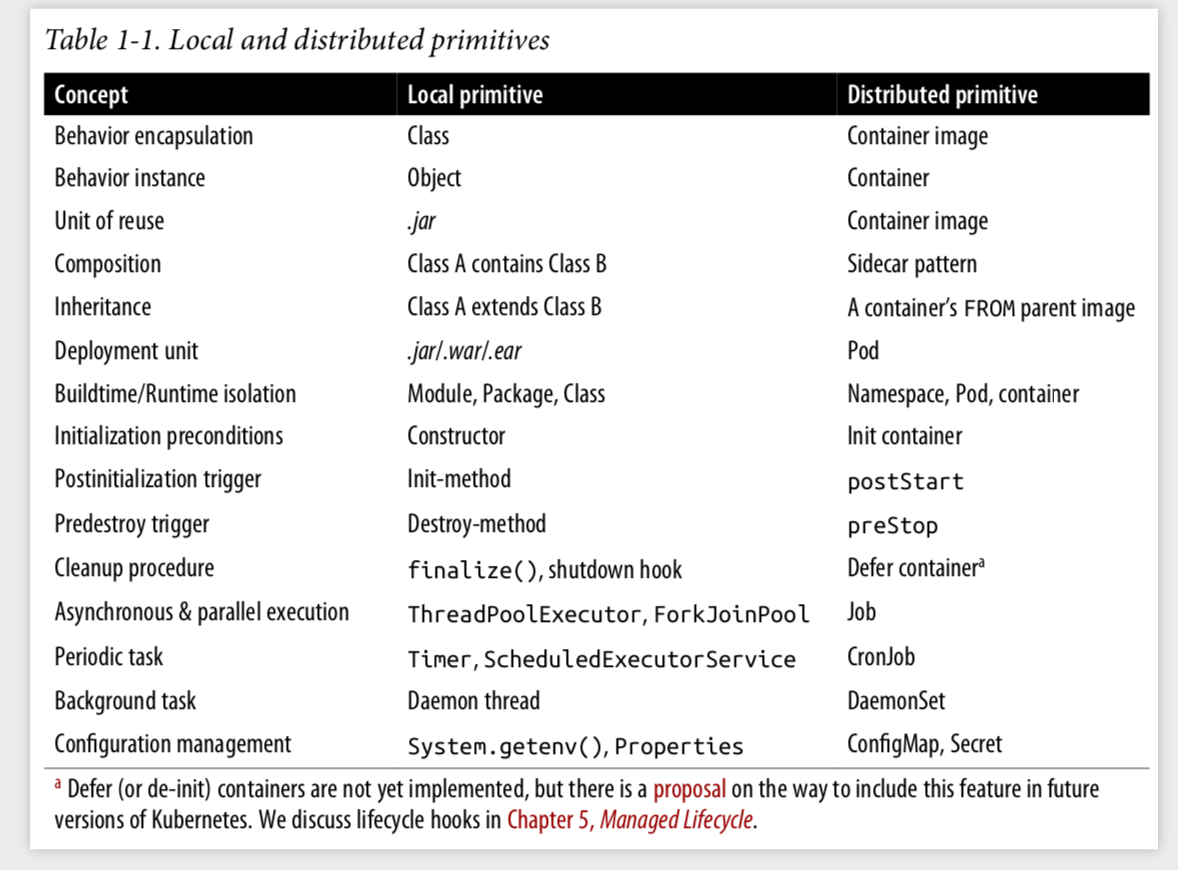 Table 1-1. Local and distributed primitives
Concept Local primitive Distributed primitive
Behavior encapsulation Class Container image
Behavior instance Object Container
Unit of reuse .jar Container image
Composition Class A contains Class B Sidecar pattern
Inheritance Class A extends Class B A container’s FROM parent image
Deployment unit .jar/.war/.ear Pod
Buildtime/Runtime isolation Module, Package, Class Namespace, Pod, container
Initialization preconditions Constructor Init container
Postinitialization trigger Init-method postStart
Predestroy trigger Destroy-method preStop
Cleanup procedure finalize(), shutdown hook Defer containerᵃ
Asynchronous & parallel execution ThreadPoolExecutor, ForkJoinPool Job
Periodic task Timer, ScheduledExecutorService CronJob
Background task Daemon thread DaemonSet
Configuration management System.getenv(), Properties ConfigMap, Secret
ᵃ Defer (or de-init) containers are not yet implemented, but there is a proposal on the way to include this feature in future
versions of Kubernetes. We discuss lifecycle hooks in Chapter 5, Managed Lifecycle.